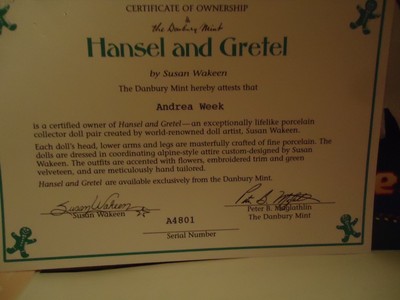 CERTIFICATE OF OWNERSHIP
&
the Danbury Mint
Hansel and Gretel
by Susan Wakeen
The Danbury Mint hereby attests that
Andrea Week
is a certified owner of Hansel and Gretel—an exceptionally lifelike porcelain
collector doll pair created by world-renowned doll artist, Susan Wakeen.
Each doll's head, lower arms and legs are masterfully crafted of fine porcelain. The
dolls are dressed in coordinating alpine-style attire custom-designed by Susan
Wakeen. The outfits are accented with flowers, embroidered trim and green
velveteen, and are meticulously hand tailored.
Hansel and Gretel are available exclusively from the Danbury Mint.
Susan Wakeen
Susan Wakeen
A4801
Serial Number
Peter B. Maglathlin
The Danbury Mint